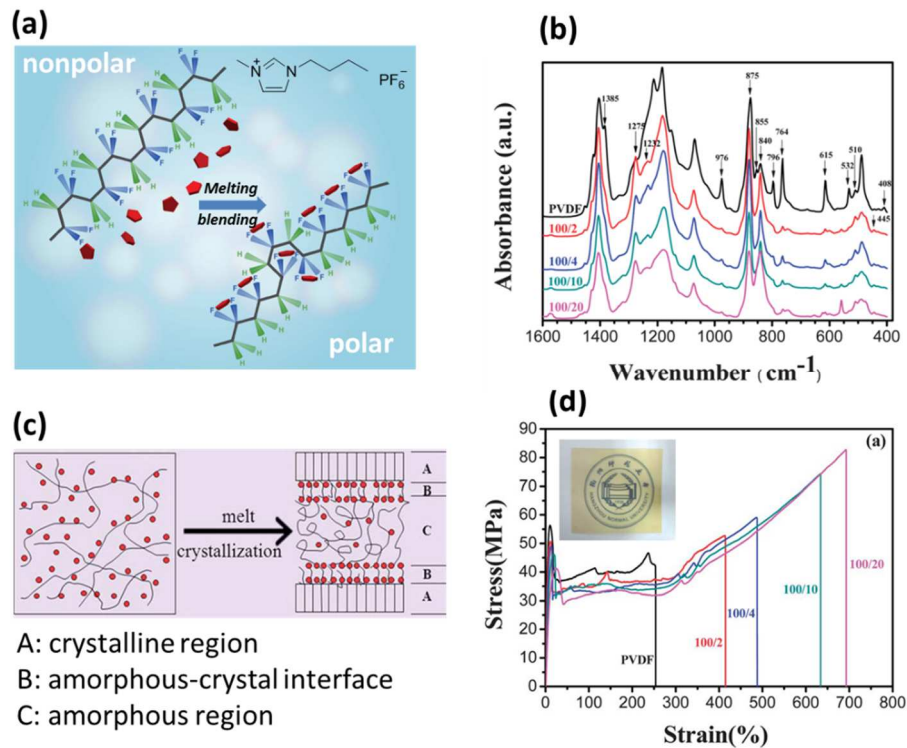 (a)
nonpolar
N
+
N
PF6−
Melting
blending
polar
(b)
Absorbance (a.u.)
1385
1275
1232
976
875
855
840
796
764
615
532
510
445
408
PVDF
100/2
100/4
100/10
100/20
1600 1400 1200 1000 800 600 400
Wavenumber (cm-1)
(c)
melt
crystallization
A
B
C
B
A
A: crystalline region
B: amorphous-crystal interface
C: amorphous region
(d)
(a)
Stress(MPa)
90
80
70
60
50
40
30
20
10
0
HANGZHOU NORMAL UNIVERSITY
PVDF
100/2
100/4
100/10
100/20
0 100 200 300 400 500 600 700 800
Strain(%)